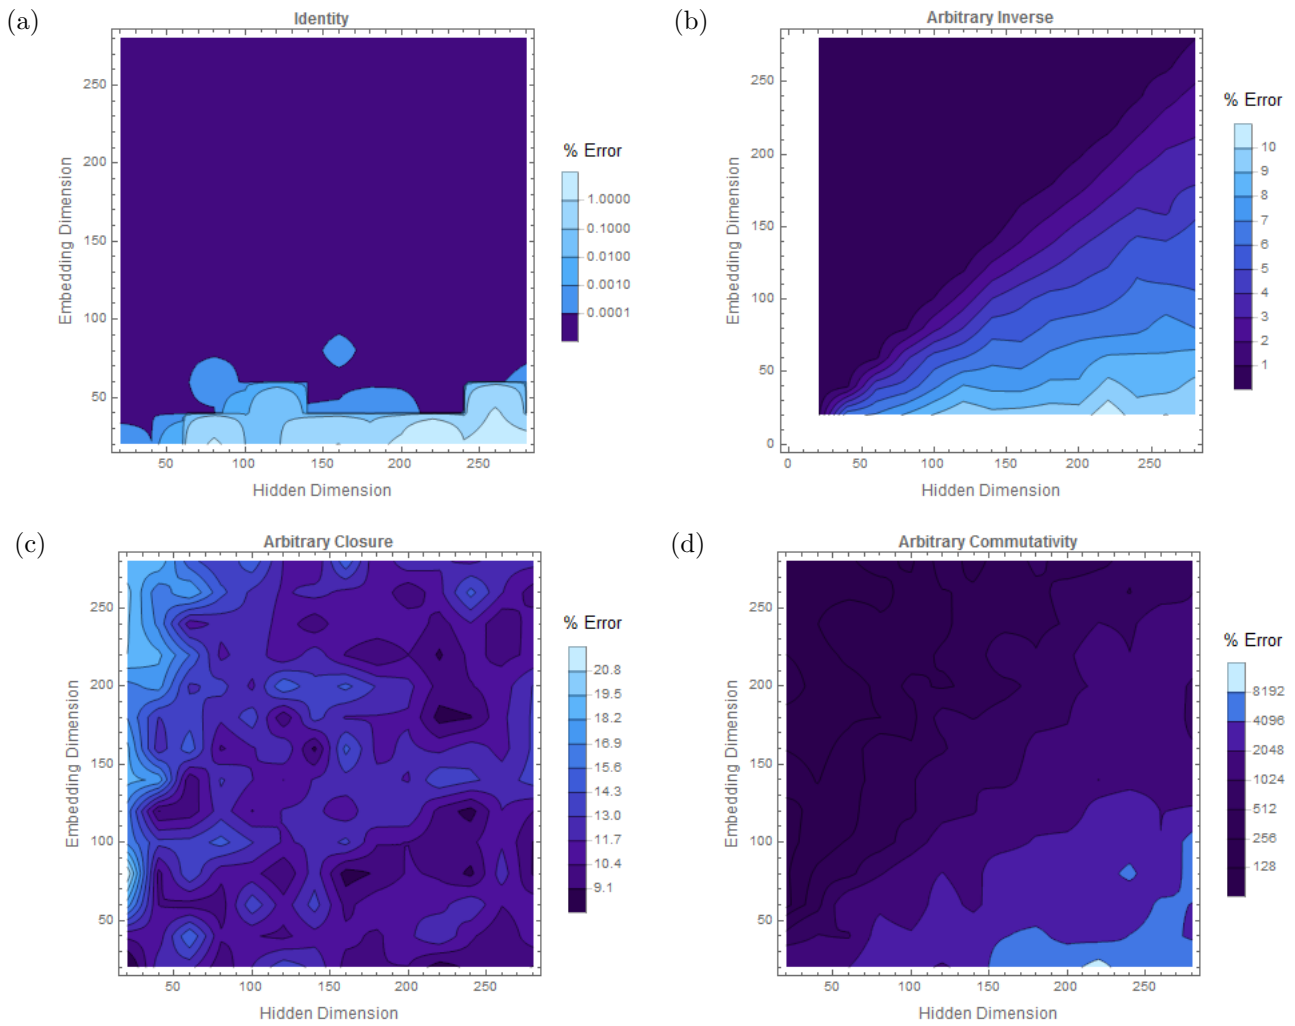 (a)
Identity
Embedding Dimension
250
200
150
100
50
50 100 150 200 250
Hidden Dimension
% Error
1.0000
0.1000
0.0100
0.0010
0.0001
(b)
Arbitrary Inverse
Embedding Dimension
250
200
150
100
50
0
0 50 100 150 200 250
Hidden Dimension
% Error
10
9
8
7
6
5
4
3
2
1
(c)
Arbitrary Closure
Embedding Dimension
250
200
150
100
50
50 100 150 200 250
Hidden Dimension
% Error
20.8
19.5
18.2
16.9
15.6
14.3
13.0
11.7
10.4
9.1
(d)
Arbitrary Commutativity
Embedding Dimension
250
200
150
100
50
50 100 150 200 250
Hidden Dimension
% Error
8192
4096
2048
1024
512
256
128